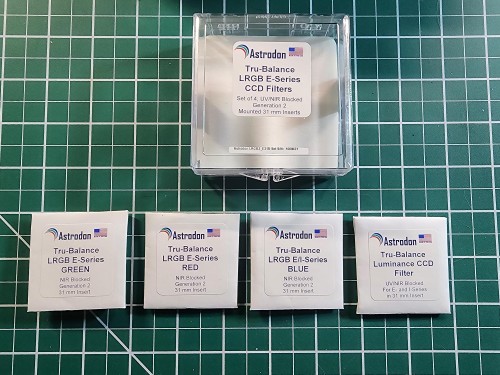 Astrodon
Tru-Balance
LRGB E-Series
CCD Filters
Set of 4, UV/NIR Blocked
Generation 2
Mounted 31 mm Inserts
Astrodon
Tru-Balance
LRGB E-Series
GREEN
NIR Blocked
Generation 2
31 mm Insert
Astrodon
Tru-Balance
LRGB E-Series
RED
NIR Blocked
Generation 2
31 mm Insert
Astrodon
Tru-Balance
LRGB E/I-Series
BLUE
NIR Blocked
Generation 2
31 mm Insert
Astrodon
Tru-Balance
Luminance CCD
Filter
UV/NIR Blocked
For E- and I-Series
in 31 mm Insert